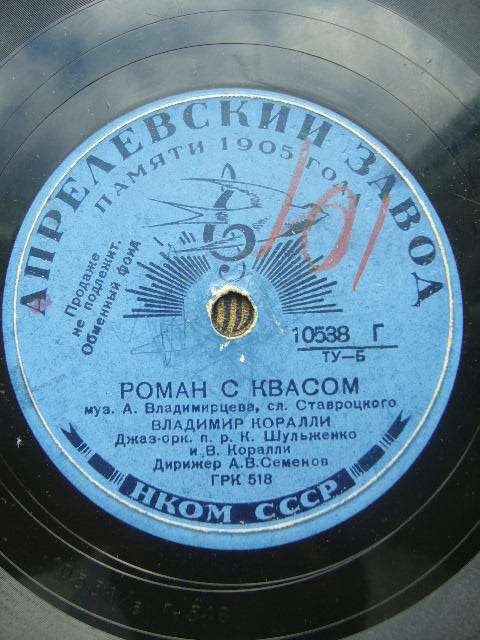 АПРЕЛЕВСКИЙ ЗАВОД
ПАМЯТИ 1905 ГОДА
101
Продаже
не подлежит.
Обменный фонд
10538 Г
ТУ—Б
РОМАН С КВАСОМ
муз. А. Владимирцева, сл. Ставроцкого
ВЛАДИМИР КОРАЛЛИ
Джаз-орк. п. р. К. Шульженко
и В. Коралли
Дирижер А.В.Семенов
ГРК 518
НКОМ СССР